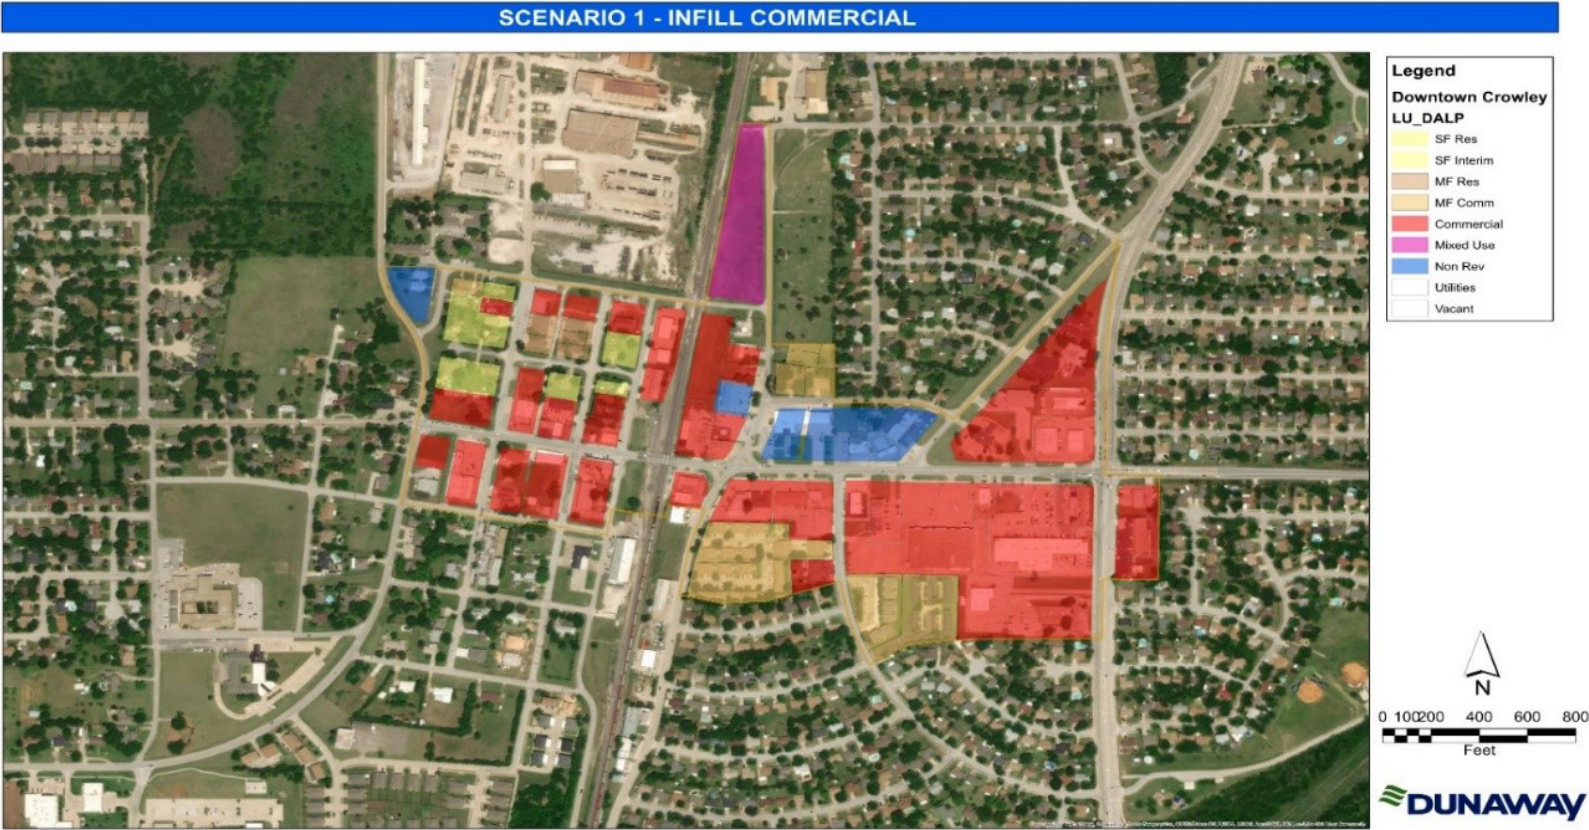 SCENARIO 1 - INFILL COMMERCIAL
Legend
Downtown Crowley
LU_DALP
SF Res
SF Interim
MF Res
MF Comm
Commercial
Mixed Use
Non Rev
Utilities
Vacant
N
0 100200 400 600 800
Feet
DUNAWAY